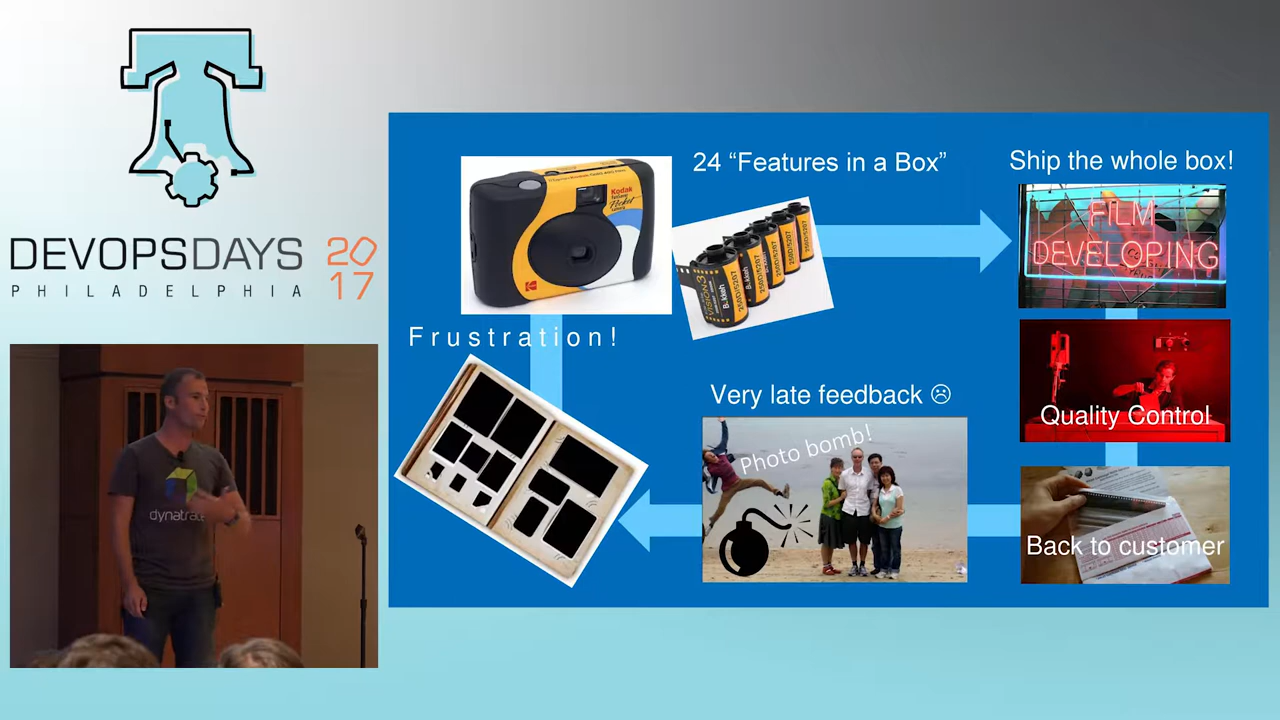 DEVOPSDAYS 2017
PHILADELPHIA
dynatrace
24 “Features in a Box”
Ship the whole box!
Kodak
FILM
DEVELOPING
Frustration!
Quality Control
Very late feedback ☹
Photo bomb!
Back to customer